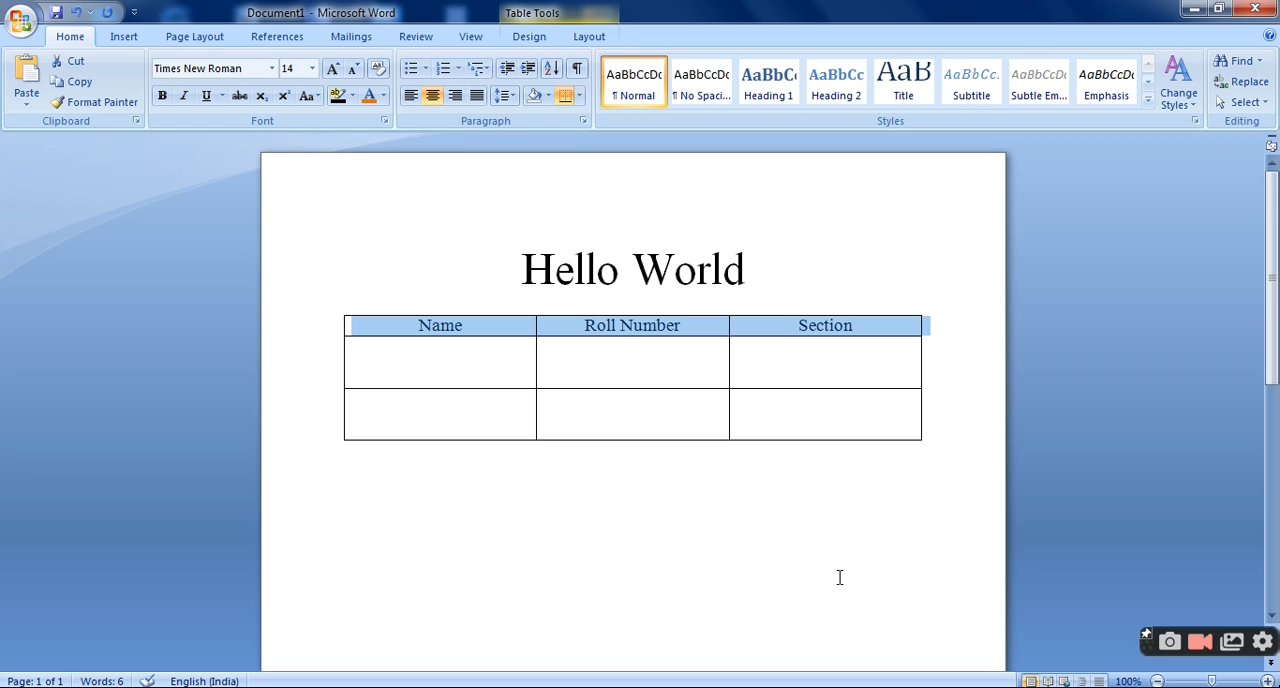 Document1 - Microsoft Word
Table Tools
Home Insert Page Layout References Mailings Review View Design Layout
Paste
Cut
Copy
Format Painter
Clipboard
Times New Roman 14
B I U abc X₂ X² Aa
Font
Paragraph
AaBbCcDc AaBbCcDc AaBbC AaBbCc AaB AaBbCc. AaBbCcDc AaBbCcDc
¶ Normal ¶ No Spaci... Heading 1 Heading 2 Title Subtitle Subtle Em... Emphasis
Change Styles
Styles
Find
Replace
Select
Editing
Hello World
Name Roll Number Section
Page: 1 of 1 Words: 6 English (India) 100%